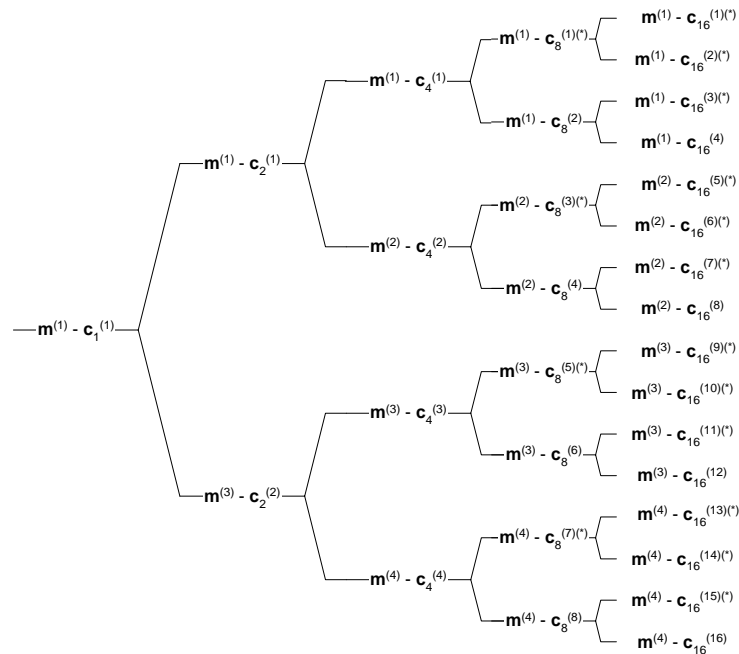 m(1) - c1(1)
m(1) - c2(1)
m(3) - c2(2)
m(1) - c4(1)
m(2) - c4(2)
m(3) - c4(3)
m(4) - c4(4)
m(1) - c8(1)(*)
m(1) - c8(2)
m(2) - c8(3)(*)
m(2) - c8(4)
m(3) - c8(5)(*)
m(3) - c8(6)
m(4) - c8(7)(*)
m(4) - c8(8)
m(1) - c16(1)(*)
m(1) - c16(2)(*)
m(1) - c16(3)(*)
m(1) - c16(4)
m(2) - c16(5)(*)
m(2) - c16(6)(*)
m(2) - c16(7)(*)
m(2) - c16(8)
m(3) - c16(9)(*)
m(3) - c16(10)(*)
m(3) - c16(11)(*)
m(3) - c16(12)
m(4) - c16(13)(*)
m(4) - c16(14)(*)
m(4) - c16(15)(*)
m(4) - c16(16)